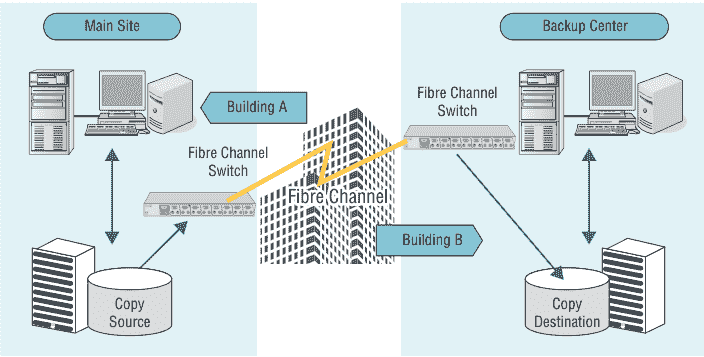 Main Site
Backup Center
Building A
Fibre Channel
Switch
Fibre Channel
Switch
Fibre Channel
Building B
Copy
Source
Copy
Destination